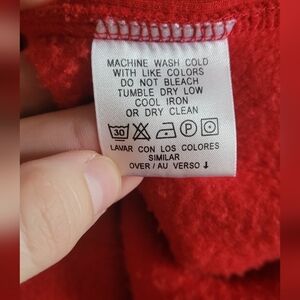 MACHINE WASH COLD
WITH LIKE COLORS
DO NOT BLEACH
TUMBLE DRY LOW
COOL IRON
OR DRY CLEAN
30 P
LAVAR CON LOS COLORES
SIMILAR
OVER / AU VERSO ↓